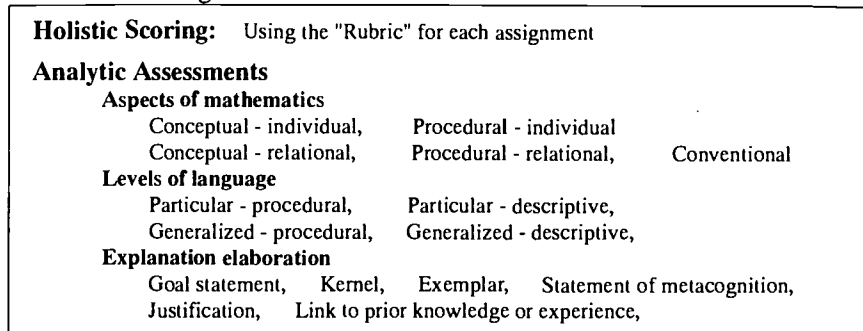 Holistic Scoring: Using the "Rubric" for each assignment
Analytic Assessments
Aspects of mathematics
Conceptual - individual, Procedural - individual
Conceptual - relational, Procedural - relational, Conventional
Levels of language
Particular - procedural, Particular - descriptive,
Generalized - procedural, Generalized - descriptive,
Explanation elaboration
Goal statement, Kernel, Exemplar, Statement of metacognition,
Justification, Link to prior knowledge or experience,